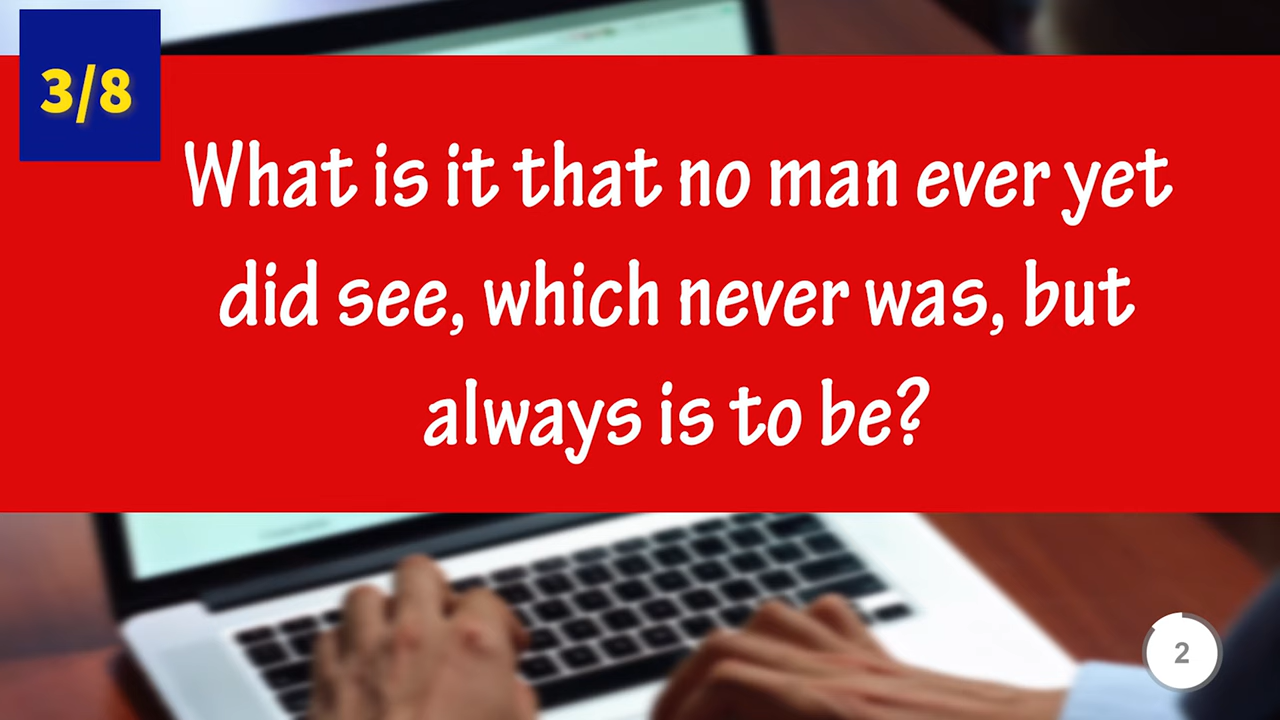 3/8
What is it that no man ever yet
did see, which never was, but
always is to be?
2